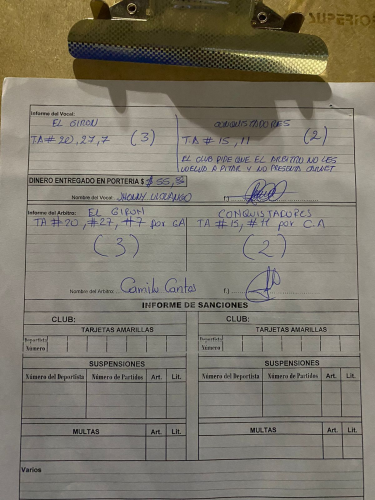 SUPERIOR
Informe del Vocal:
EL GIRON CONQUISTADORES
TA # 20, 27, 7 (3) TA # 15, 11 (2)
EL CLUB PIDE QUE EL ARBITRO NO LES
VUELVA A PITAR Y NO PRESENTA CARNET
DINERO ENTREGADO EN PORTERIA $ 55,
Nombre del Vocal: JHONNY f)
Informe del Arbitro: EL GIRON CONQUISTADORES
TA #20, #27, #7 por CA TA #15, #11 por C.A
(3) (2)
Nombre del Arbitro: Camilo Cantos f)
INFORME DE SANCIONES
CLUB: CLUB:
TARJETAS AMARILLAS TARJETAS AMARILLAS
Deportista Deportista
Número Número
SUSPENSIONES SUSPENSIONES
Número del Deportista Número de Partidos Art. Lit. Número del Deportista Número de Partidos Art. Lit.
MULTAS Art. Lit. MULTAS Art. Lit.
Varios